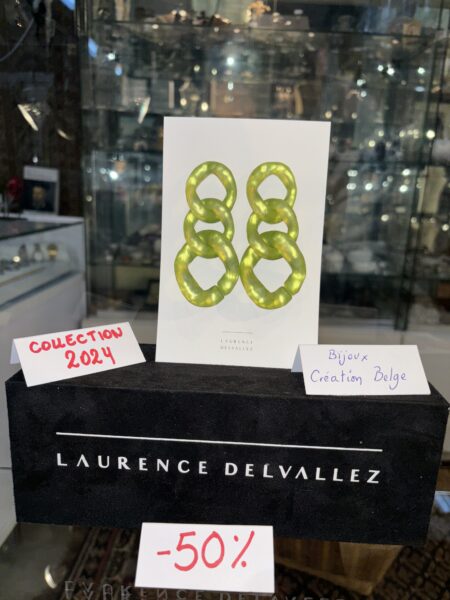 LAURENCE
DELVALLEZ
COLLECTION
2024
Bijoux
Création Belge
LAURENCE DELVALLEZ
-50%